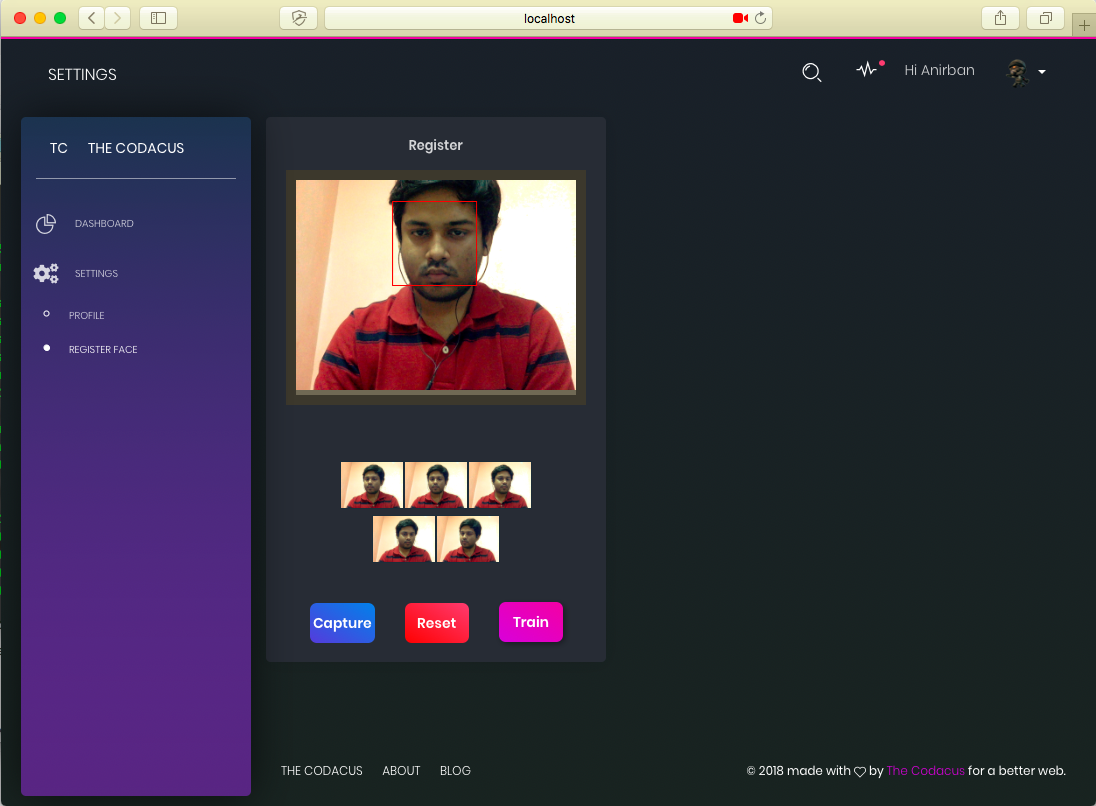 localhost
SETTINGS
Hi Anirban
TC THE CODACUS
DASHBOARD
SETTINGS
PROFILE
REGISTER FACE
Register
Capture Reset Train
THE CODACUS ABOUT BLOG
© 2018 made with by The Codacus for a better web.